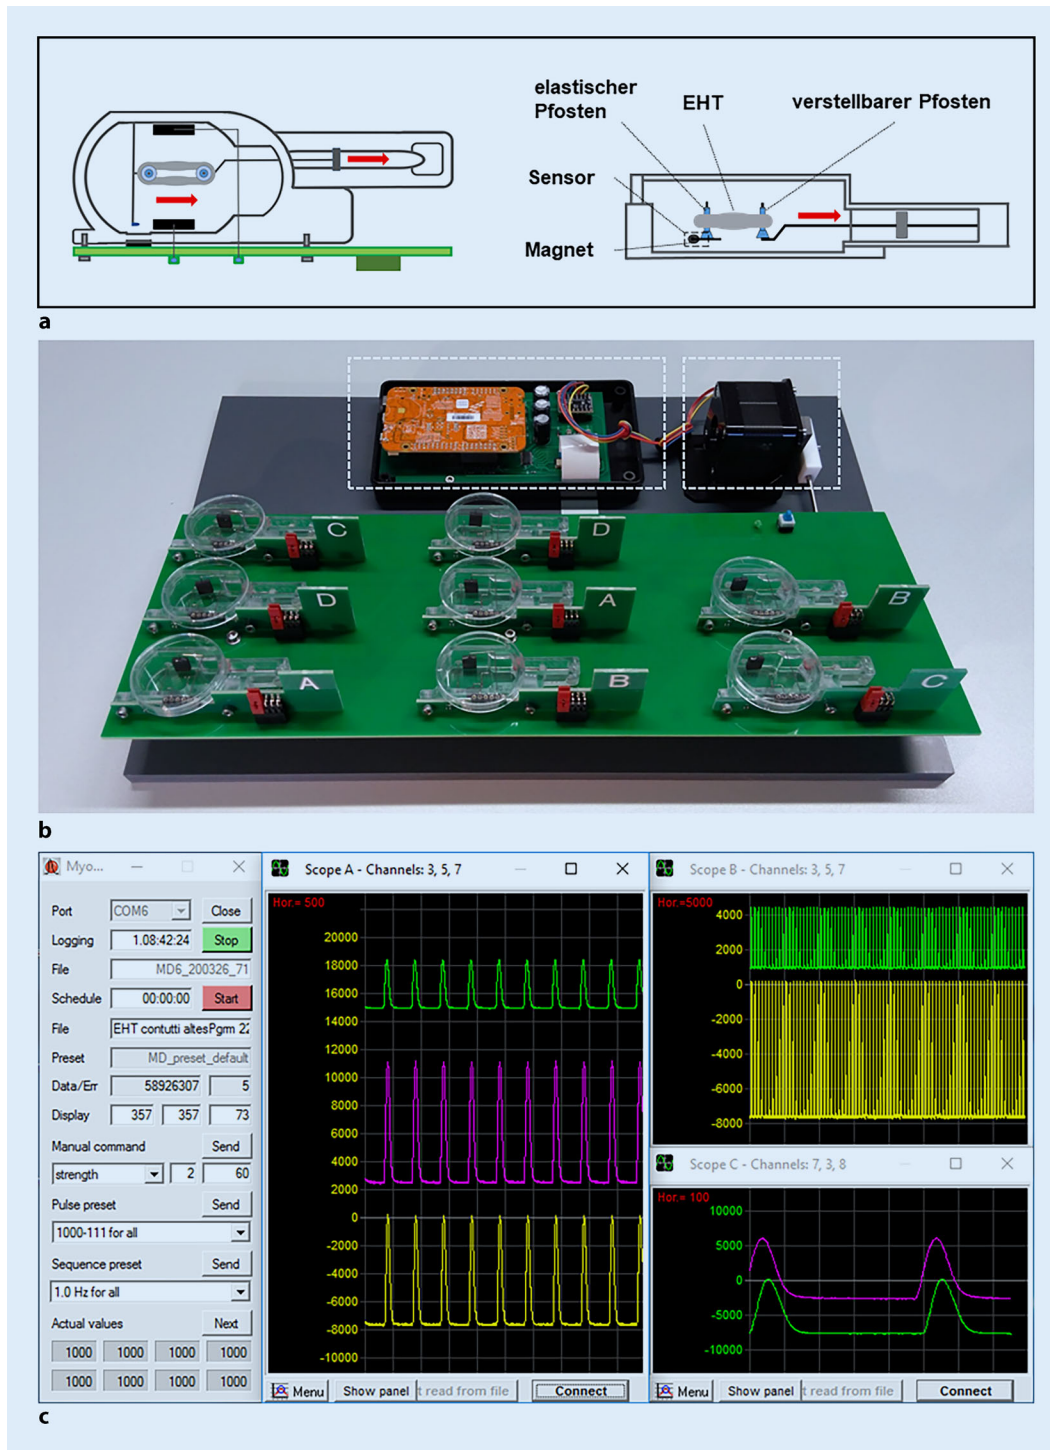 elastischer
Pfosten
EHT
verstellbarer Pfosten
Sensor
Magnet
a
C
D
D
A
B
A
B
C
b
Myo...
Port
COM6
Close
Logging
1.08:42:24
Stop
File
MD6_200326_71
Schedule
00:00:00
Start
File
EHT contutti altesPgrm 22
Preset
MD_preset_default
Data/Err
58926307
5
Display
357
357
73
Manual command
Send
strength
2
60
Pulse preset
Send
1000-111 for all
Sequence preset
Send
1.0 Hz for all
Actual values
Next
1000 1000 1000 1000
1000 1000 1000 1000
Scope A - Channels: 3, 5, 7
Hor.= 500
20000
18000
16000
14000
12000
10000
8000
6000
4000
2000
0
-2000
-4000
-6000
-8000
-10000
Menu
Show panel
t read from file
Connect
Scope B - Channels: 3, 5, 7
Hor.=5000
4000
2000
0
-2000
-4000
-6000
-8000
Scope C - Channels: 7, 3, 8
Hor.= 100
10000
5000
0
-5000
-10000
Menu
Show panel
t read from file
Connect
c